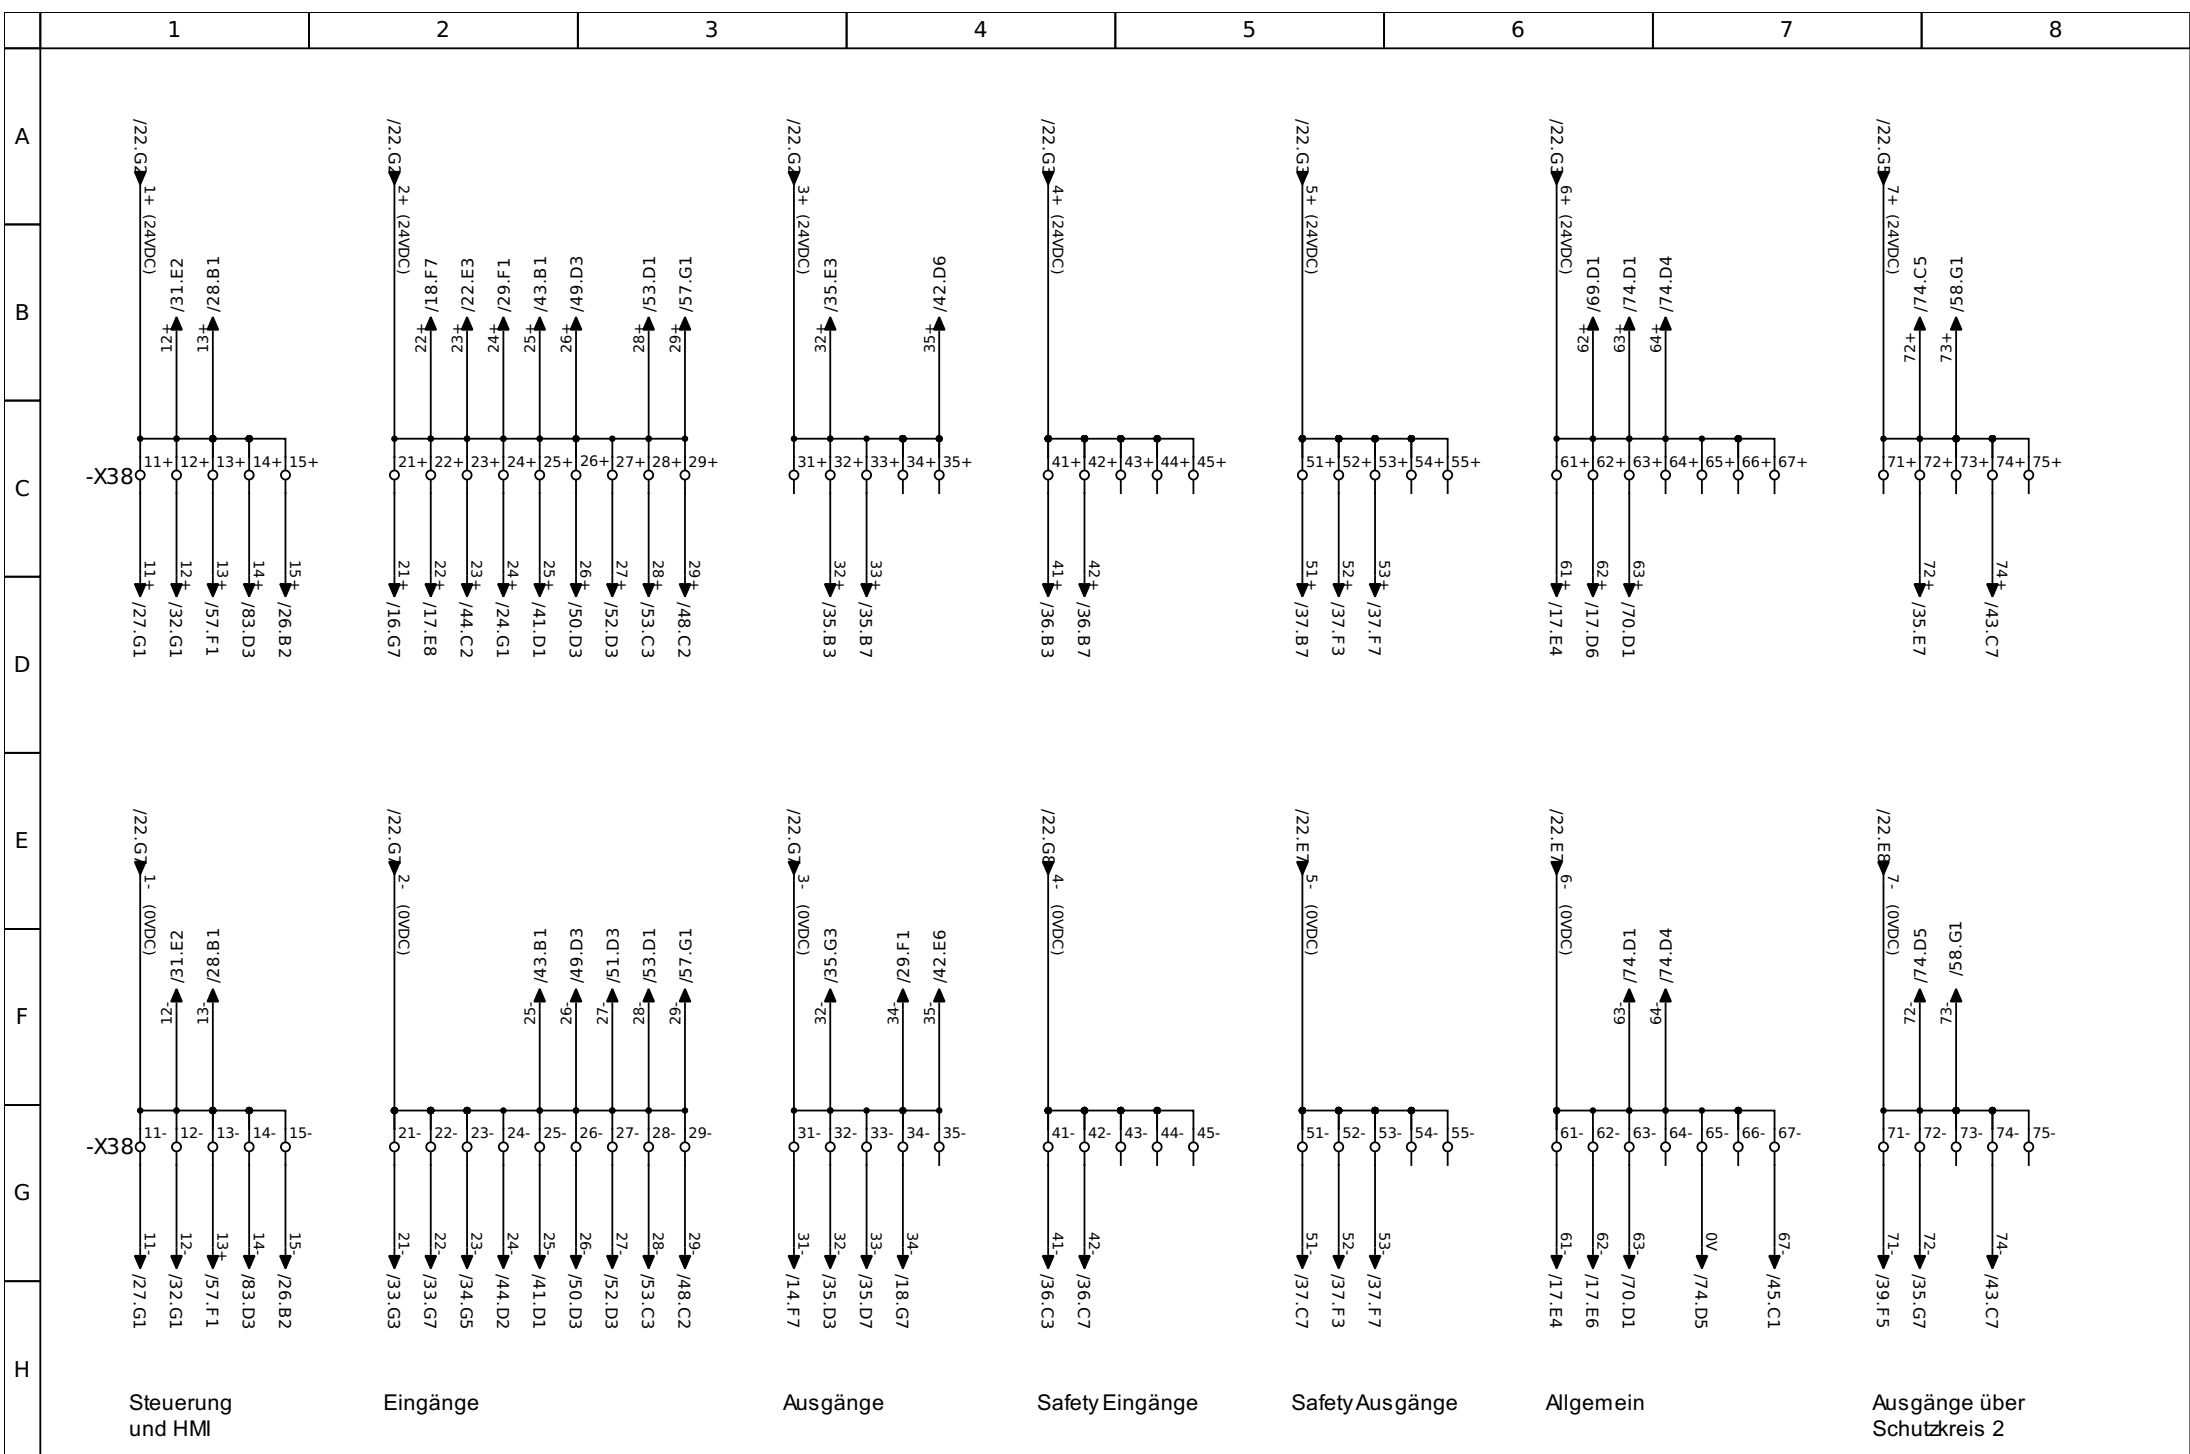 1 2 3 4 5 6 7 8
A
B
C
D
E
F
G
H
/22.G2 /22.G2 /22.G2 /22.G3 /22.G3 /22.G3 /22.G5
1+ (24VDC) 2+ (24VDC) 3+ (24VDC) 4+ (24VDC) 5+ (24VDC) 6+ (24VDC) 7+ (24VDC)
/31.E2 /28.B1 /18.F7 /22.E3 /29.F1 /43.B1 /49.D3 /53.D1 /57.G1 /35.E3 /42.D6 /69.D1 /74.D1 /74.D4 /74.C5 /58.G1
12+ 13+ 22+ 23+ 24+ 25+ 26+ 28+ 29+ 32+ 35+ 62+ 63+ 64+ 72+ 73+
-X38 11+ 12+ 13+ 14+ 15+ 21+ 22+ 23+ 24+ 25+ 26+ 27+ 28+ 29+ 31+ 32+ 33+ 34+ 35+ 41+ 42+ 43+ 44+ 45+ 51+ 52+ 53+ 54+ 55+ 61+ 62+ 63+ 64+ 65+ 66+ 67+ 71+ 72+ 73+ 74+ 75+
11+ 12+ 13+ 14+ 15+ 21+ 22+ 23+ 24+ 25+ 26+ 27+ 28+ 29+ 32+ 33+ 41+ 42+ 51+ 52+ 53+ 61+ 62+ 63+ 72+ 74+
/27.G1 /32.G1 /57.F1 /83.D3 /26.B2 /16.G7 /17.E8 /44.C2 /24.G1 /41.D1 /50.D3 /52.D3 /53.C3 /48.C2 /35.B3 /35.B7 /36.B3 /36.B7 /37.B7 /37.F3 /37.F7 /17.E4 /17.D6 /70.D1 /35.E7 /43.C7
/22.G7 /22.G7 /22.G7 /22.G8 /22.E7 /22.E7 /22.E8
1- (0VDC) 2- (0VDC) 3- (0VDC) 4- (0VDC) 5- (0VDC) 6- (0VDC) 7- (0VDC)
/31.E2 /28.B1 /43.B1 /49.D3 /51.D3 /53.D1 /57.G1 /35.G3 /29.F1 /42.E6 /74.D1 /74.D4 /74.D5 /58.G1
12- 13- 25- 26- 27- 28- 29- 32- 34- 35- 63- 64- 72- 73-
-X38 11- 12- 13- 14- 15- 21- 22- 23- 24- 25- 26- 27- 28- 29- 31- 32- 33- 34- 35- 41- 42- 43- 44- 45- 51- 52- 53- 54- 55- 61- 62- 63- 64- 65- 66- 67- 71- 72- 73- 74- 75-
11- 12- 13+ 14- 15- 21- 22- 23- 24- 25- 26- 27- 28- 29- 31- 32- 33- 34- 41- 42- 51- 52- 53- 61- 62- 63- 0V 67- 71- 72- 74-
/27.G1 /32.G1 /57.F1 /83.D3 /26.B2 /33.G3 /33.G7 /34.G5 /44.D2 /41.D1 /50.D3 /52.D3 /53.C3 /48.C2 /14.F7 /35.D3 /35.D7 /18.G7 /36.C3 /36.C7 /37.C7 /37.F3 /37.F7 /17.E4 /17.E6 /70.D1 /74.D5 /45.C1 /39.F5 /35.G7 /43.C7
Steuerung
und HMI
Eingänge
Ausgänge
Safety Eingänge
Safety Ausgänge
Allgemein
Ausgänge über
Schutzkreis 2